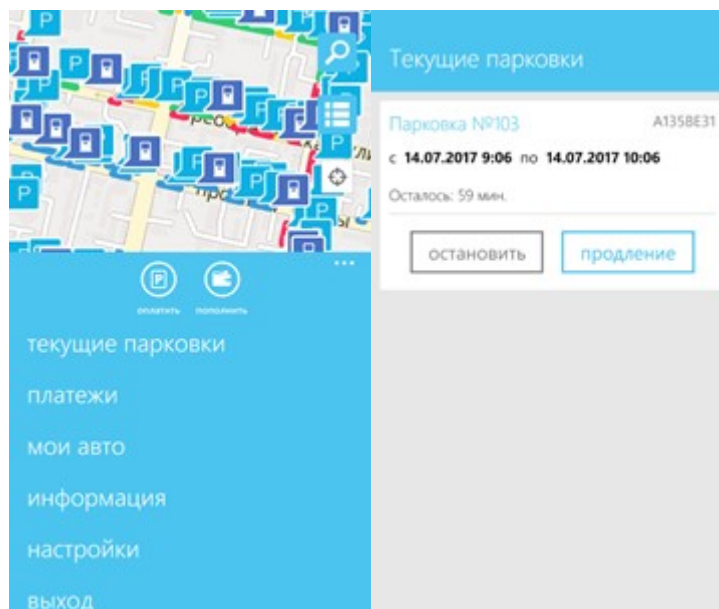 оплатить
пополнить
текущие парковки
платежи
мои авто
информация
настройки
выход
Текущие парковки
Парковка №103
А135ВЕ31
с 14.07.2017 9:06 по 14.07.2017 10:06
Осталось: 59 мин.
остановить
продление